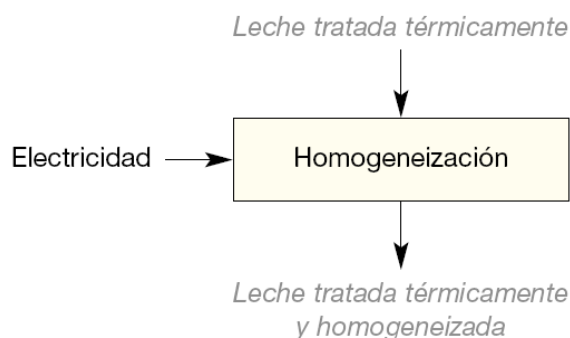 Leche tratada térmicamente
Electricidad
Homogeneización
Leche tratada térmicamente
y homogeneizada